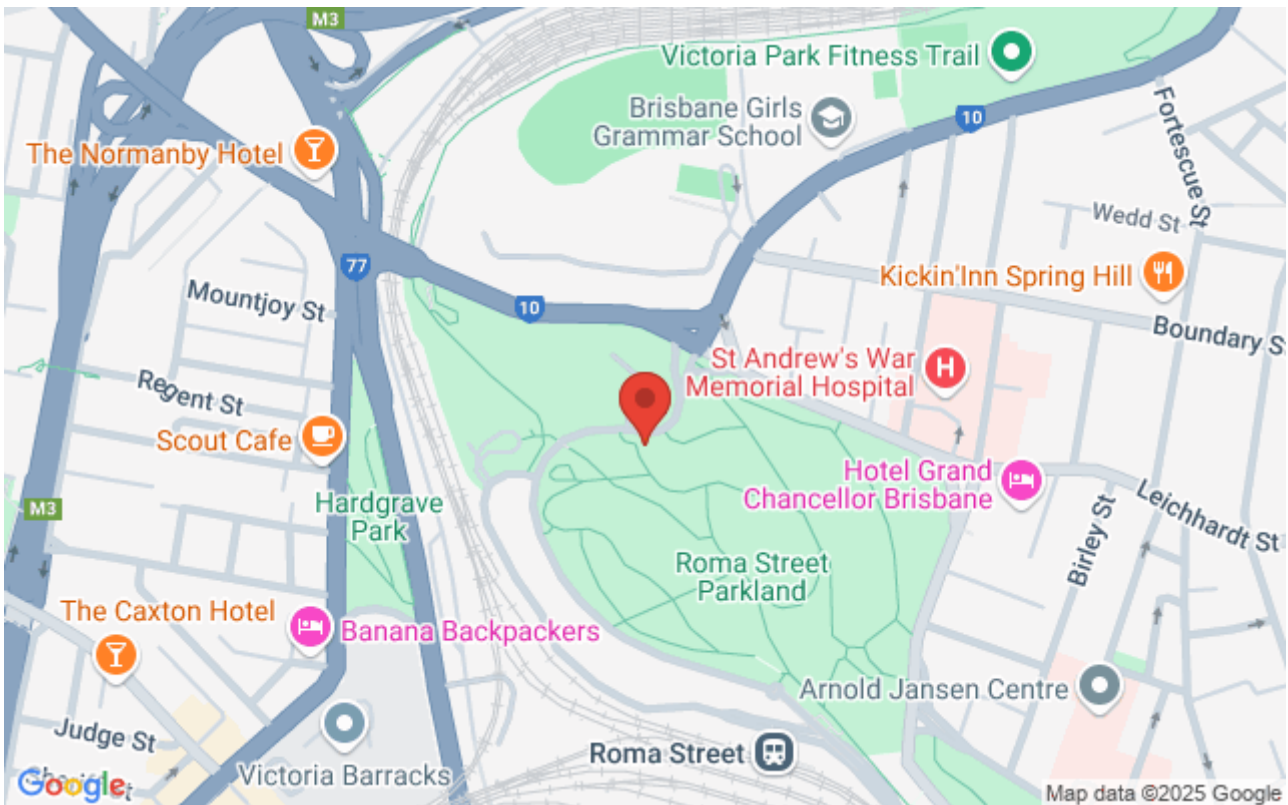 M3
Victoria Park Fitness Trail
Brisbane Girls
Grammar School
10
Fortescue St
The Normanby Hotel
Wedd St
77
Kickin'Inn Spring Hill
Mountjoy St
10
Boundary S
St Andrew's War
Memorial Hospital
Regent St
Scout Cafe
Hotel Grand
Chancellor Brisbane
Hardgrave
Park
M3
Leichhardt St
Birley St
Roma Street
Parkland
The Caxton Hotel
Banana Backpackers
Arnold Jansen Centre
Judge St
Roma Street
Victoria Barracks
Google
Map data ©2025 Google